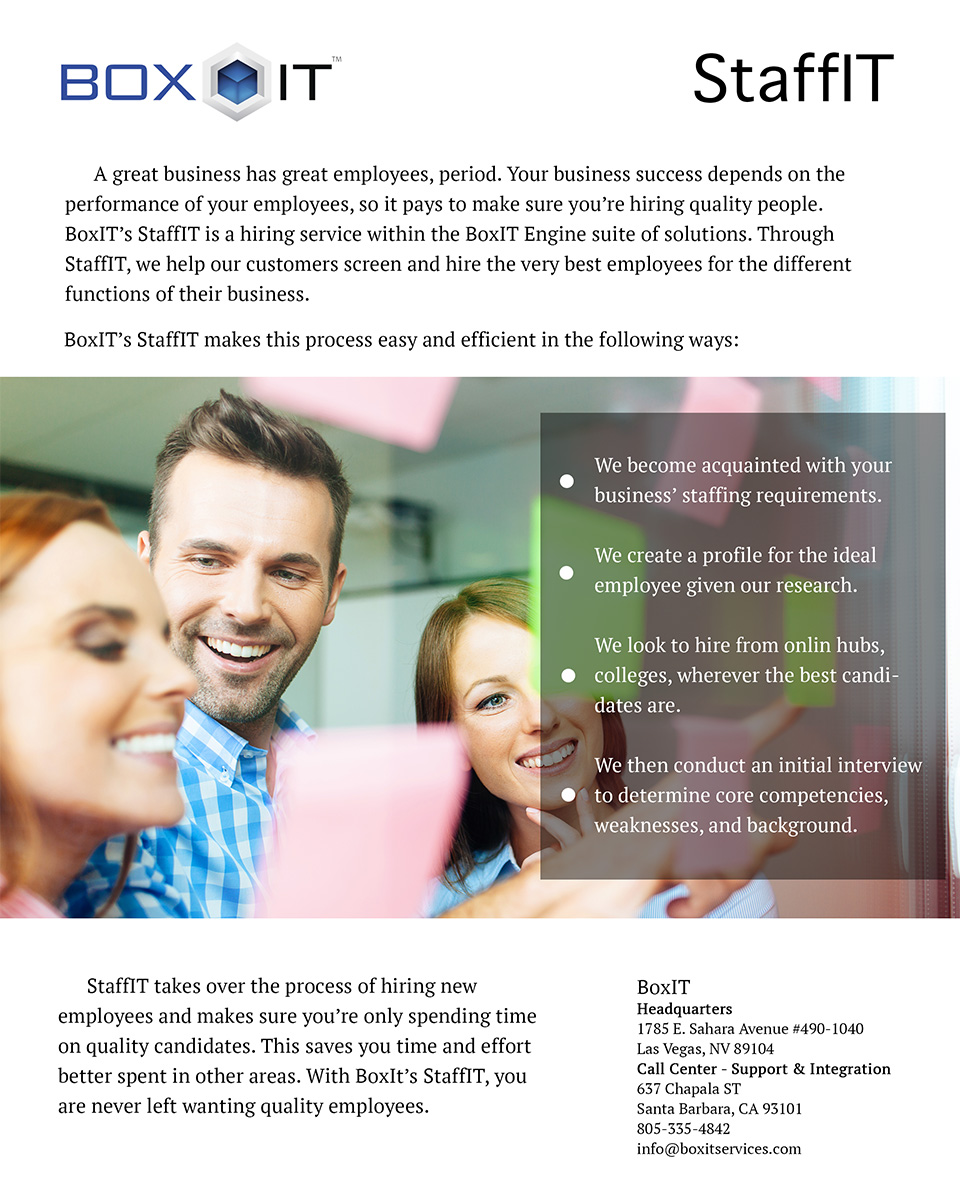 BOX IT™
StaffIT
A great business has great employees, period. Your business success depends on the
performance of your employees, so it pays to make sure you’re hiring quality people.
BoxIT’s StaffIT is a hiring service within the BoxIT Engine suite of solutions. Through
StaffIT, we help our customers screen and hire the very best employees for the different
functions of their business.
BoxIT’s StaffIT makes this process easy and efficient in the following ways:
● We become acquainted with your
business’ staffing requirements.
● We create a profile for the ideal
employee given our research.
● We look to hire from onlin hubs,
colleges, wherever the best candi-
dates are.
● We then conduct an initial interview
to determine core competencies,
weaknesses, and background.
StaffIT takes over the process of hiring new
employees and makes sure you’re only spending time
on quality candidates. This saves you time and effort
better spent in other areas. With BoxIt’s StaffIT, you
are never left wanting quality employees.
BoxIT
Headquarters
1785 E. Sahara Avenue #490-1040
Las Vegas, NV 89104
Call Center - Support & Integration
637 Chapala ST
Santa Barbara, CA 93101
805-335-4842
info@boxitservices.com